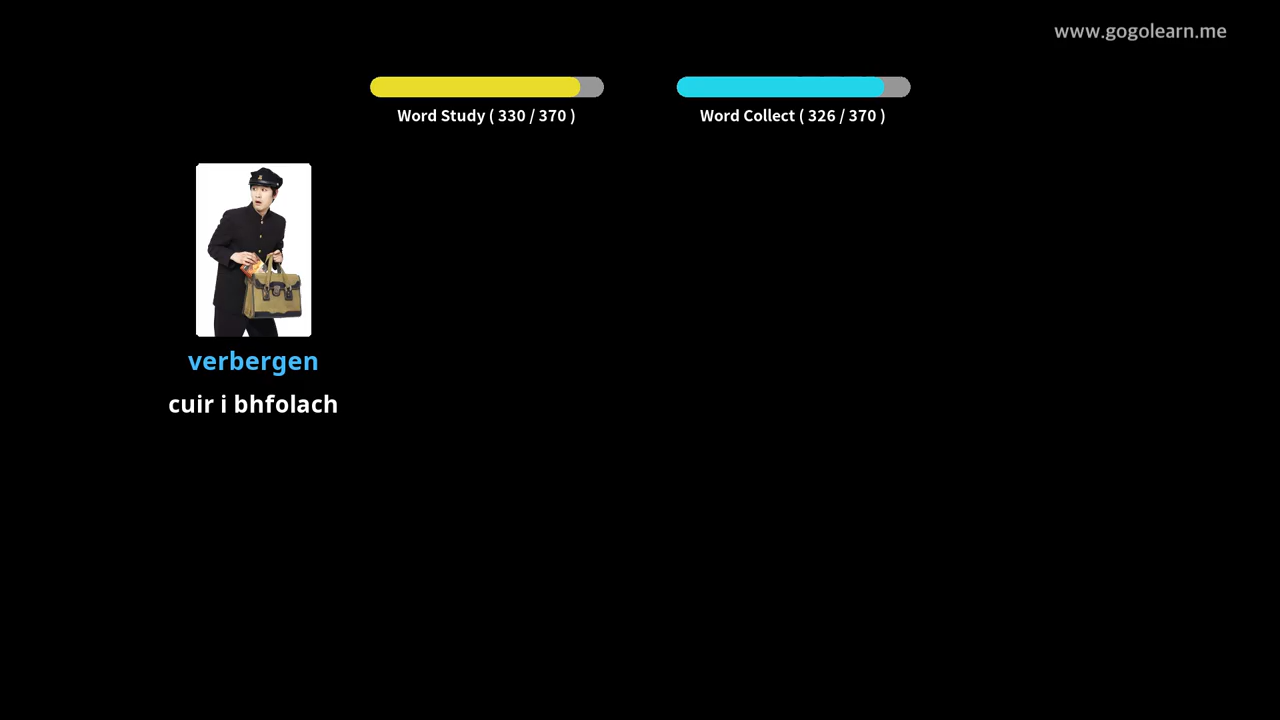 www.gogolearn.me
Word Study ( 330 / 370 )
Word Collect ( 326 / 370 )
verbergen
cuir i bhfolach